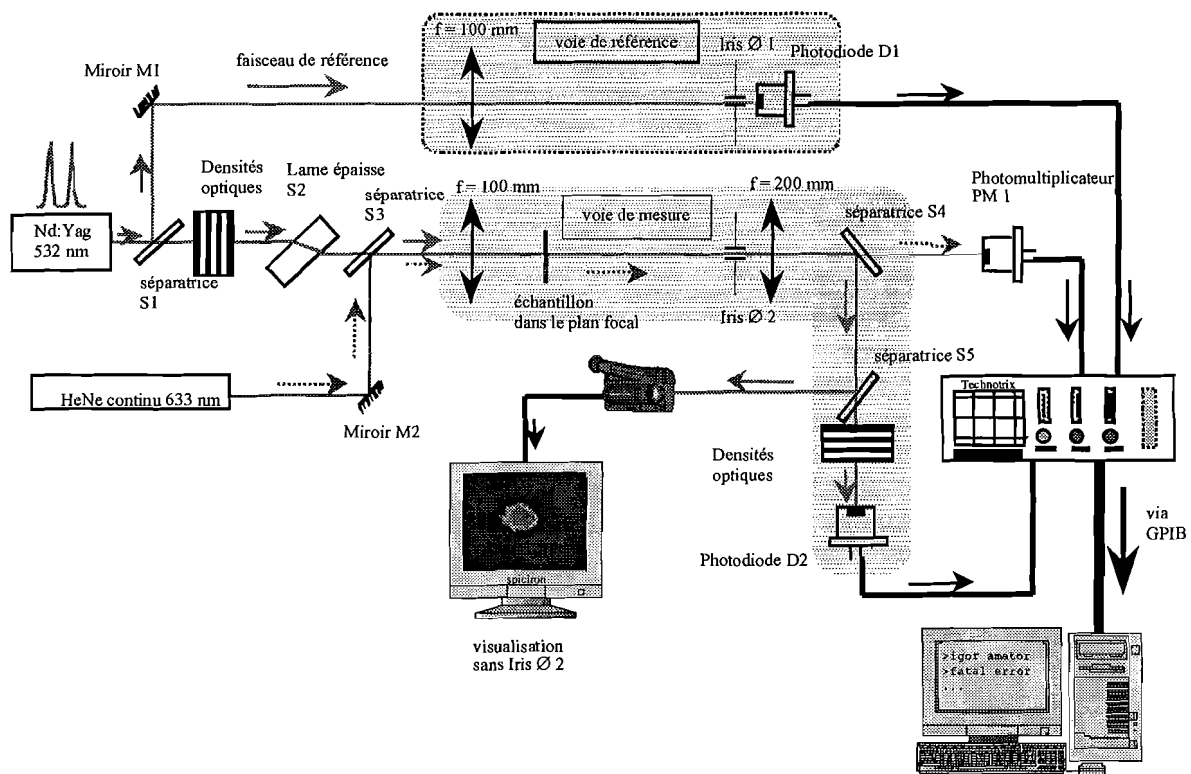 f = 100 mm
voie de référence
Iris Ø 1
Photodiode D1
Miroir M1
faisceau de référence
Densités
optiques
Lame épaisse
S2
séparatrice
S3
f = 100 mm
voie de mesure
f = 200 mm
séparatrice S4
Photomultiplicateur
PM 1
Nd:Yag
532 nm
séparatrice
S1
échantillon
dans le plan focal
Iris Ø 2
séparatrice S5
HeNe continu 633 nm
Miroir M2
Technotrix
Densités
optiques
via
GPIB
Photodiode D2
spiricon
visualisation
sans Iris Ø 2
>igor amator
>fatal error
...